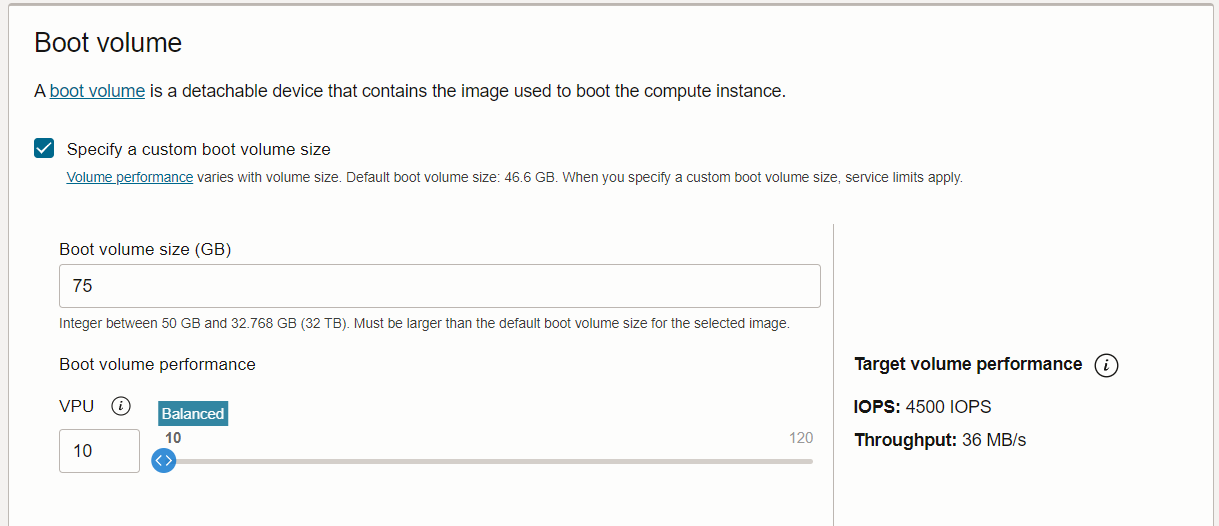 Boot volume
A boot volume is a detachable device that contains the image used to boot the compute instance.
Specify a custom boot volume size
Volume performance varies with volume size. Default boot volume size: 46.6 GB. When you specify a custom boot volume size, service limits apply.
Boot volume size (GB)
75
Integer between 50 GB and 32.768 GB (32 TB). Must be larger than the default boot volume size for the selected image.
Boot volume performance
VPU
Balanced
10
10
120
Target volume performance
IOPS: 4500 IOPS
Throughput: 36 MB/s